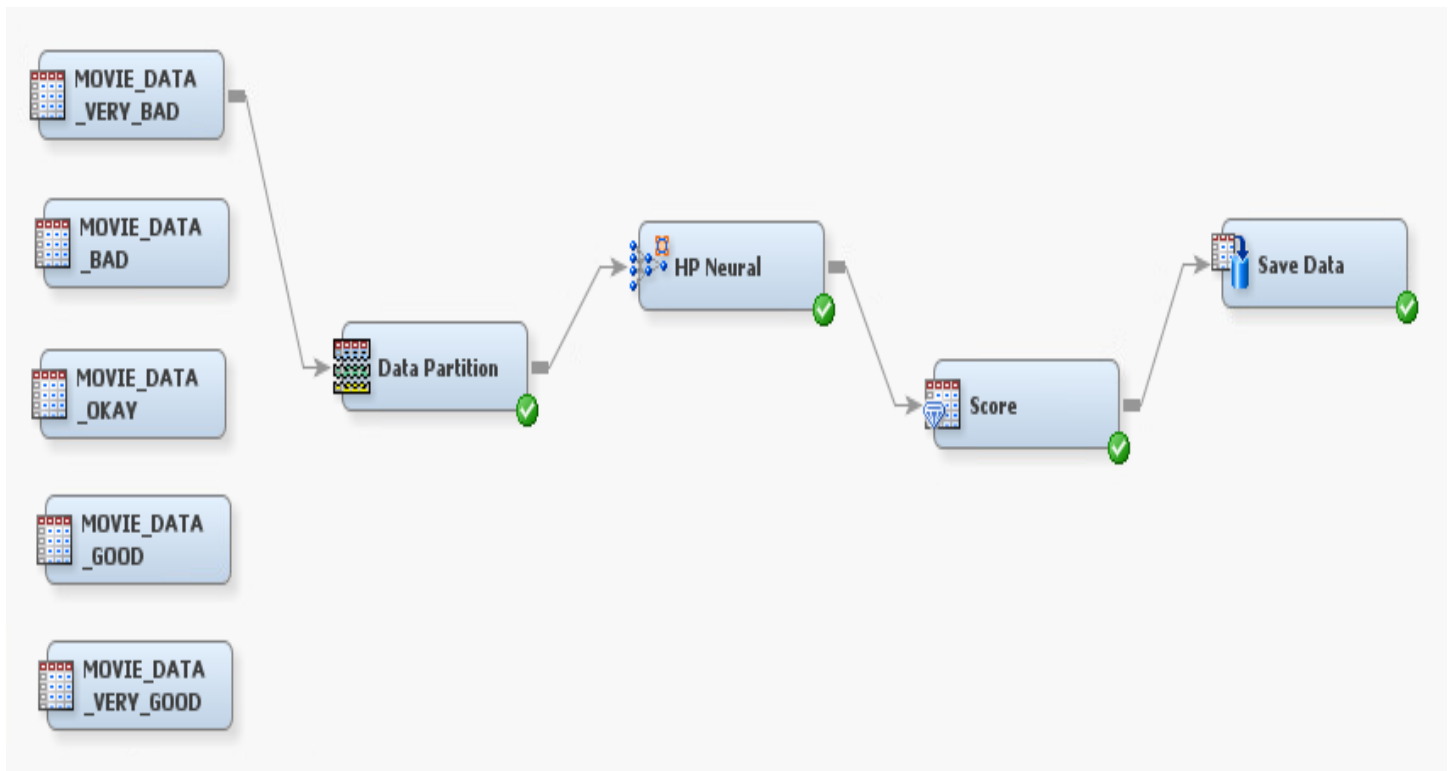 MOVIE_DATA
_VERY_BAD
MOVIE_DATA
_BAD
MOVIE_DATA
_OKAY
MOVIE_DATA
_GOOD
MOVIE_DATA
_VERY_GOOD
Data Partition
HP Neural
Score
Save Data